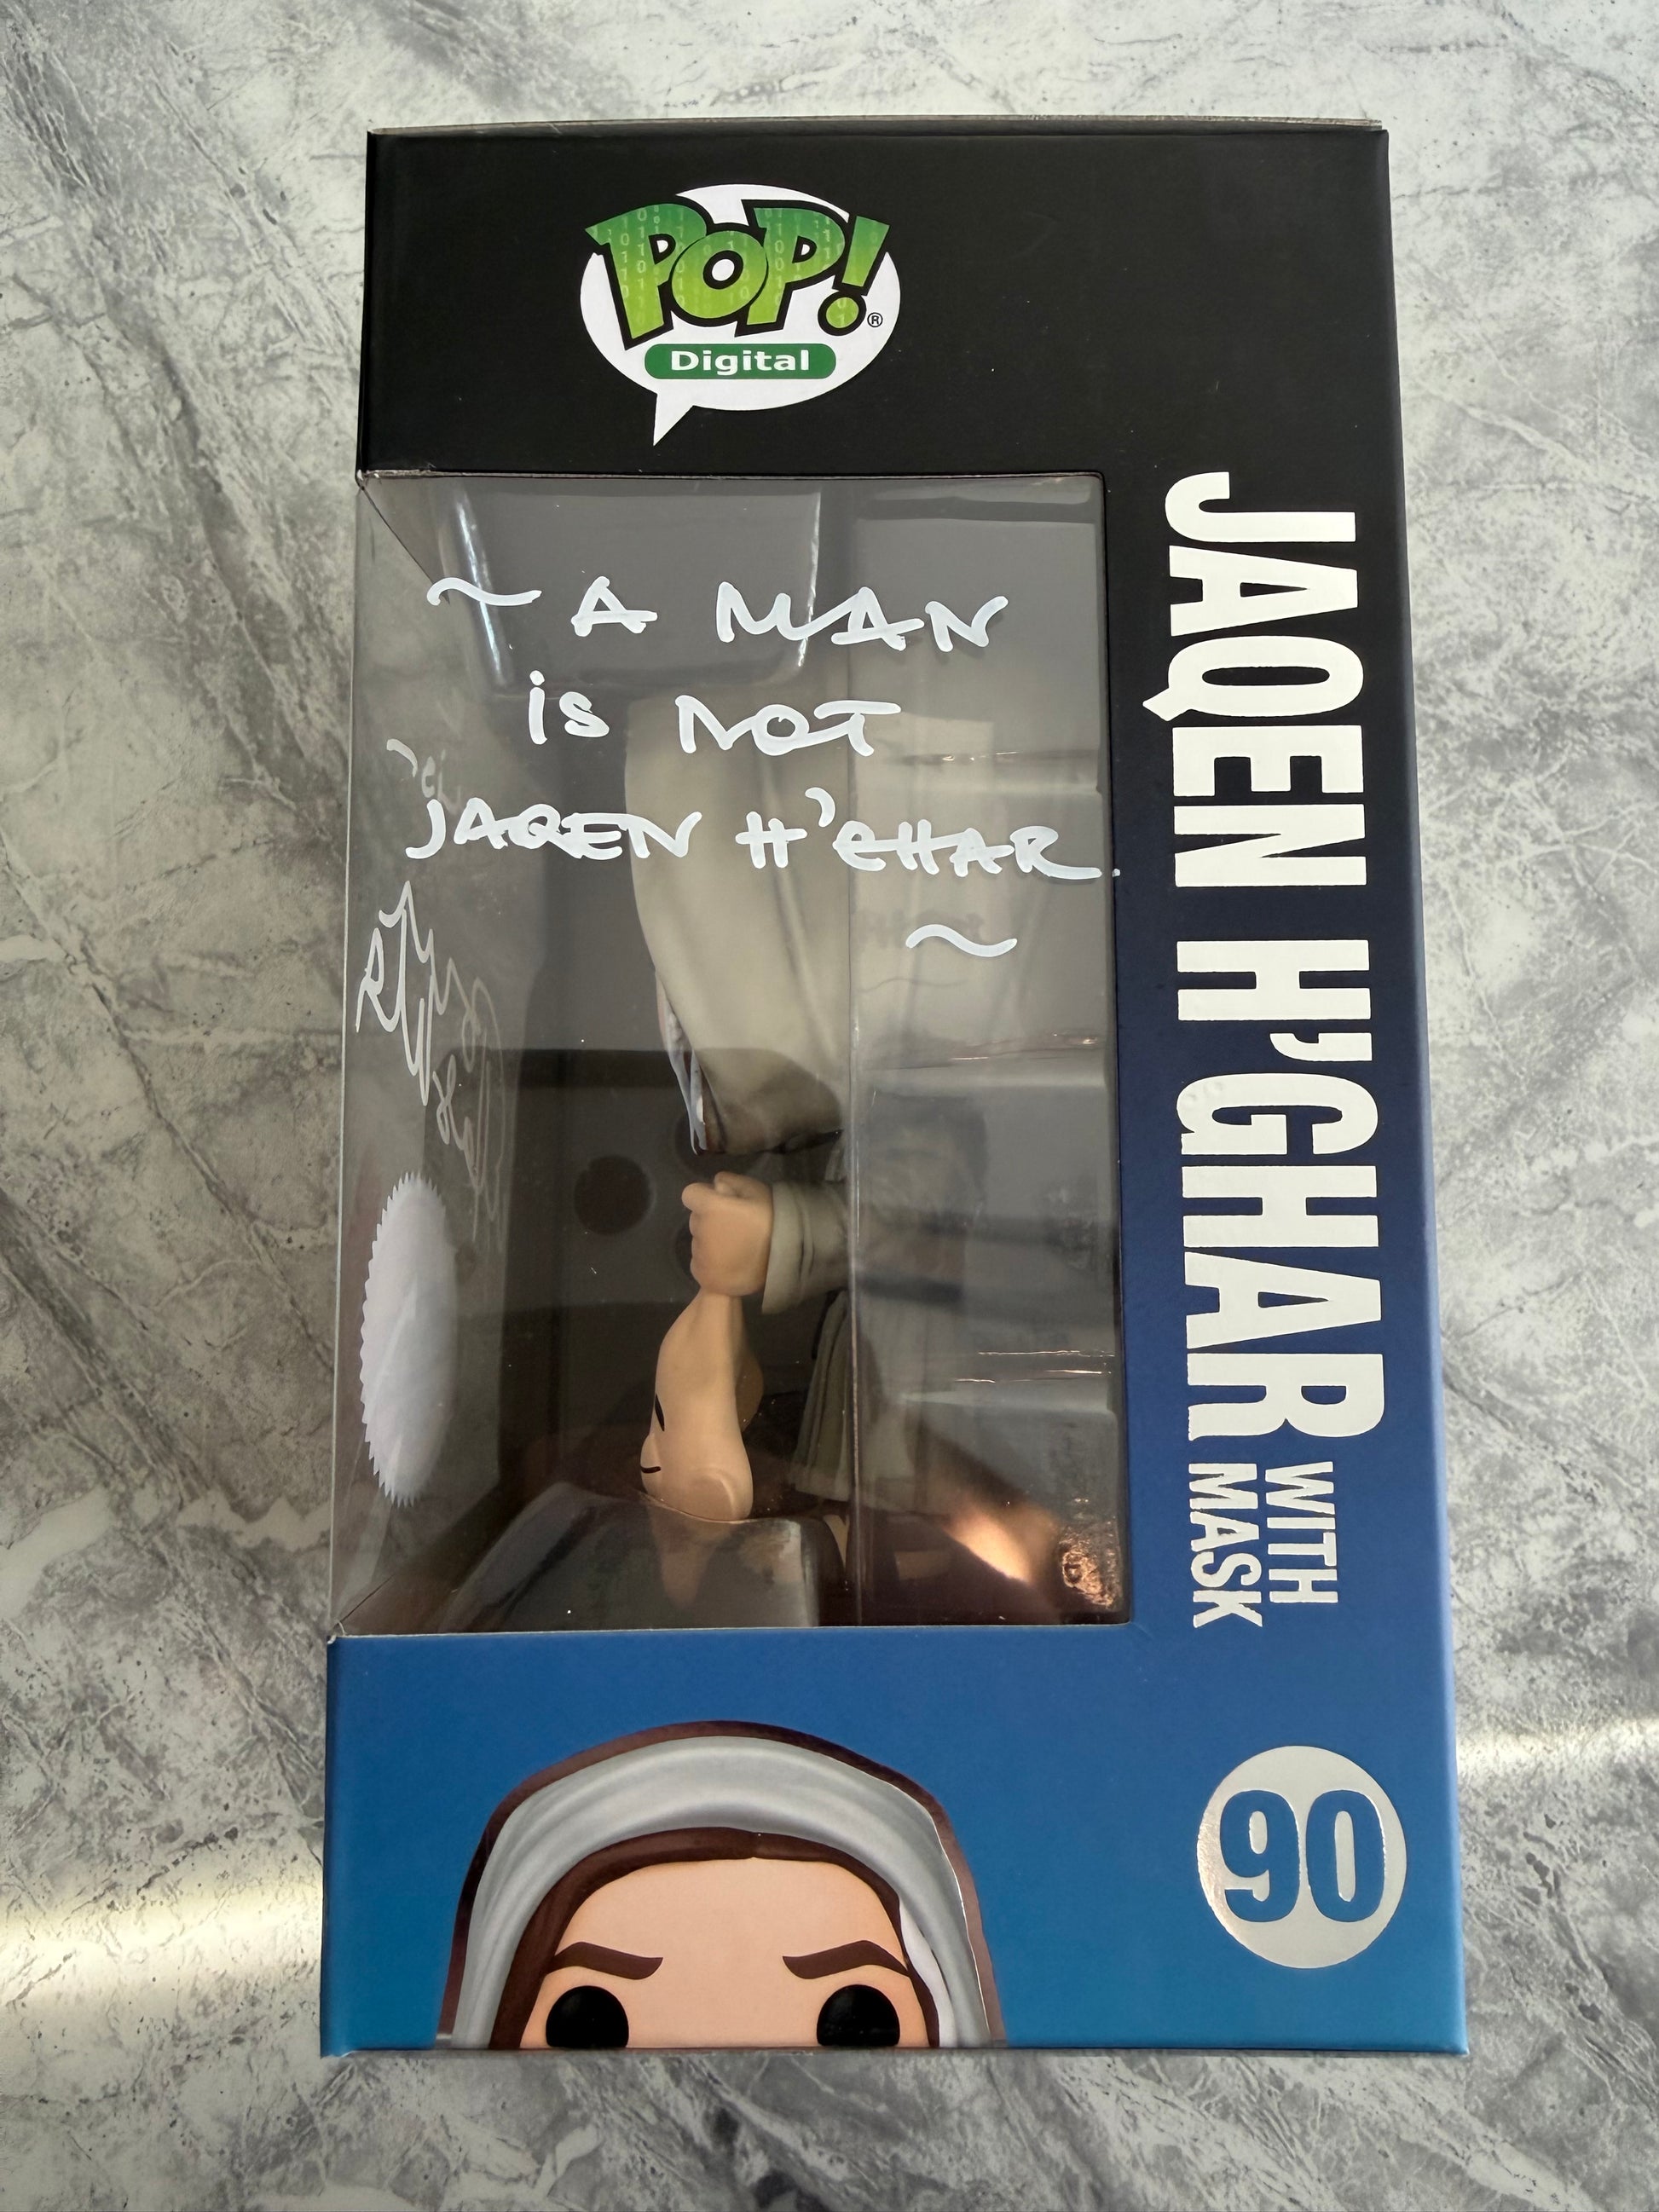 POP!®
Digital
~ A MAN
is NOT
JAQEN H'GHAR.
~
JAQEN H'GHAR WITH MASK
90